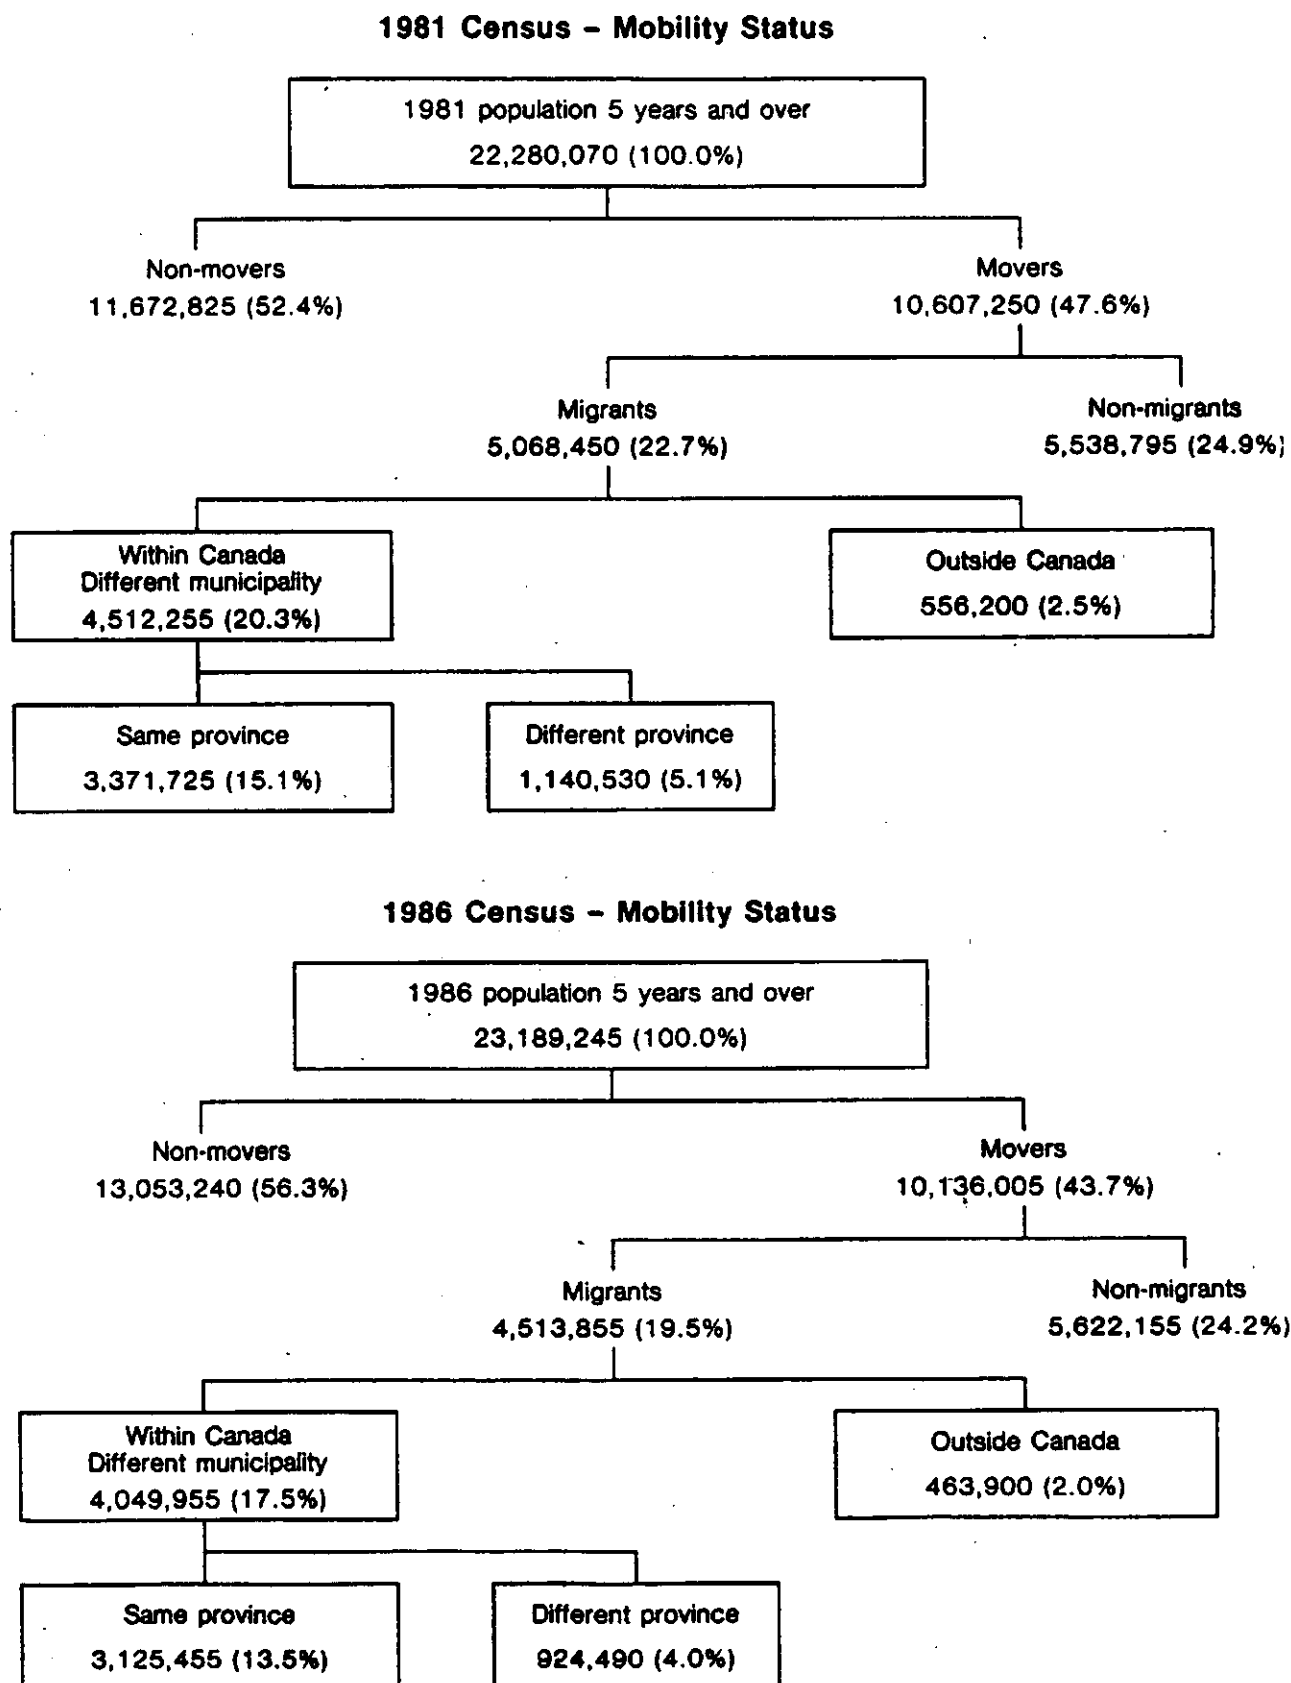 1981 Census – Mobility Status
1981 population 5 years and over
22,280,070 (100.0%)
Non-movers
11,672,825 (52.4%)
Movers
10,607,250 (47.6%)
Migrants
5,068,450 (22.7%)
Non-migrants
5,538,795 (24.9%)
Within Canada
Different municipality
4,512,255 (20.3%)
Outside Canada
556,200 (2.5%)
Same province
3,371,725 (15.1%)
Different province
1,140,530 (5.1%)
1986 Census – Mobility Status
1986 population 5 years and over
23,189,245 (100.0%)
Non-movers
13,053,240 (56.3%)
Movers
10,136,005 (43.7%)
Migrants
4,513,855 (19.5%)
Non-migrants
5,622,155 (24.2%)
Within Canada
Different municipality
4,049,955 (17.5%)
Outside Canada
463,900 (2.0%)
Same province
3,125,455 (13.5%)
Different province
924,490 (4.0%)